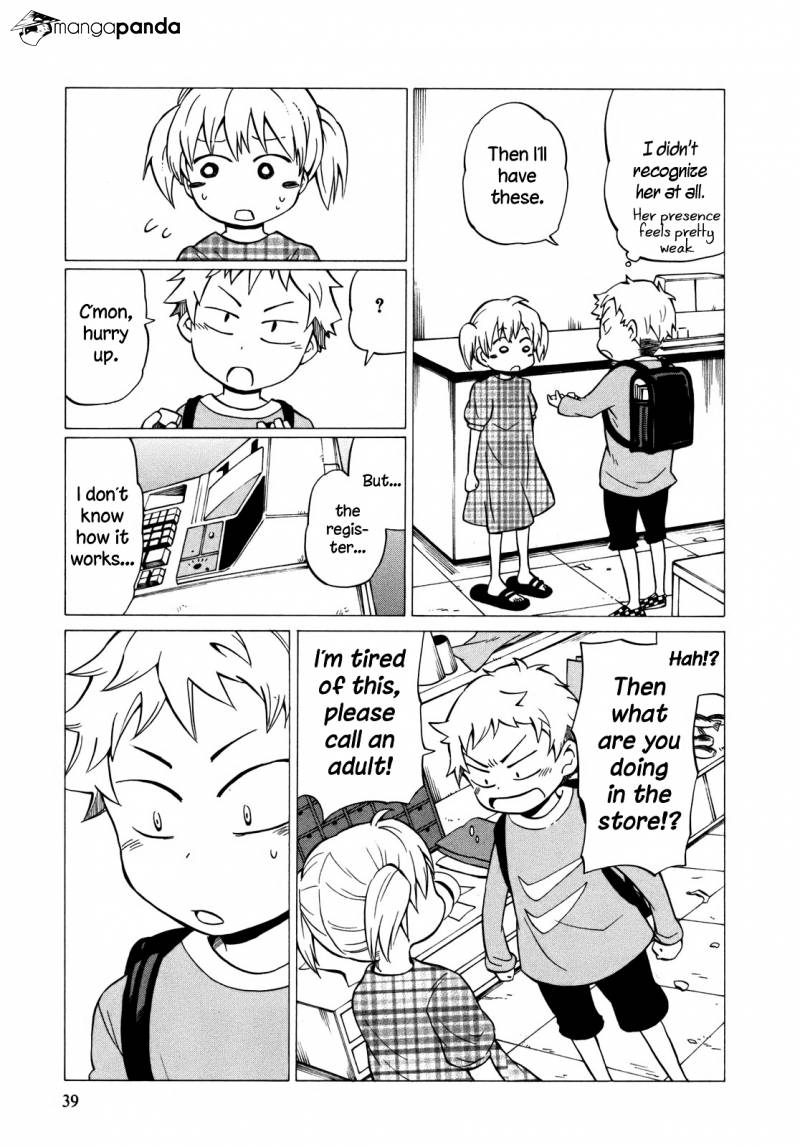 mangapanda
I didn't
recognize
her at all.
Her presence
feels pretty
weak
Then I'll
have
these.
?
C'mon,
hurry
up.
But...
the
regis-
ter...
I don't
know
how it
works...
Hah!?
Then
what
are you
doing
in the
store!?
I'm tired
of this,
please
call an
adult!
39